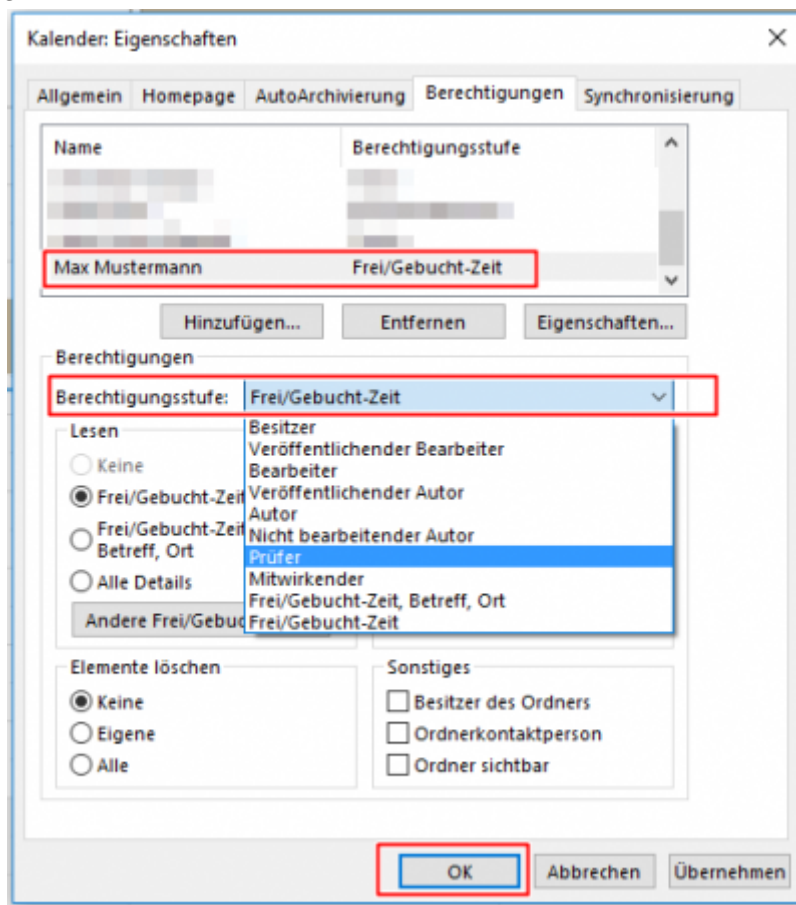 Kalender: Eigenschaften
Allgemein Homepage AutoArchivierung Berechtigungen Synchronisierung
Name Berechtigungsstufe
Max Mustermann Frei/Gebucht-Zeit
Hinzufügen... Entfernen Eigenschaften...
Berechtigungen
Berechtigungsstufe: Frei/Gebucht-Zeit
Besitzer
Veröffentlichender Bearbeiter
Bearbeiter
Veröffentlichender Autor
Autor
Nicht bearbeitender Autor
Prüfer
Mitwirkender
Frei/Gebucht-Zeit, Betreff, Ort
Frei/Gebucht-Zeit
Lesen
Keine
Frei/Gebucht-Zeit
Frei/Gebucht-Zeit
Betreff, Ort
Alle Details
Andere Frei/Gebuc
Elemente löschen
Keine
Eigene
Alle
Sonstiges
Besitzer des Ordners
Ordnerkontaktperson
Ordner sichtbar
OK Abbrechen Übernehmen